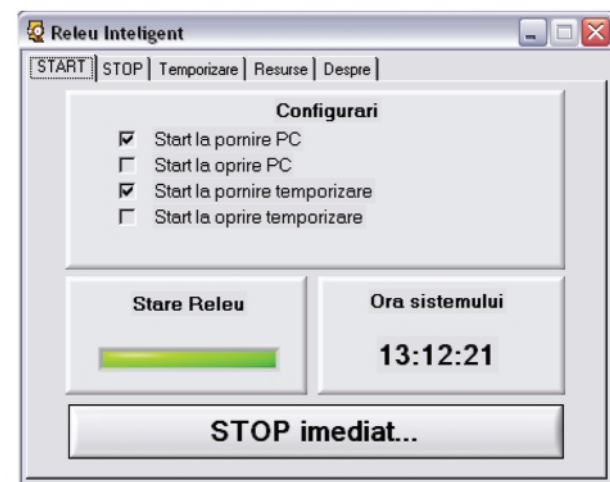 Releu Inteligent
START STOP Temporizare Resurse Despre
Configurari
Start la pornire PC
Start la oprire PC
Start la pornire temporizare
Start la oprire temporizare
Stare Releu
Ora sistemului
13:12:21
STOP imediat...